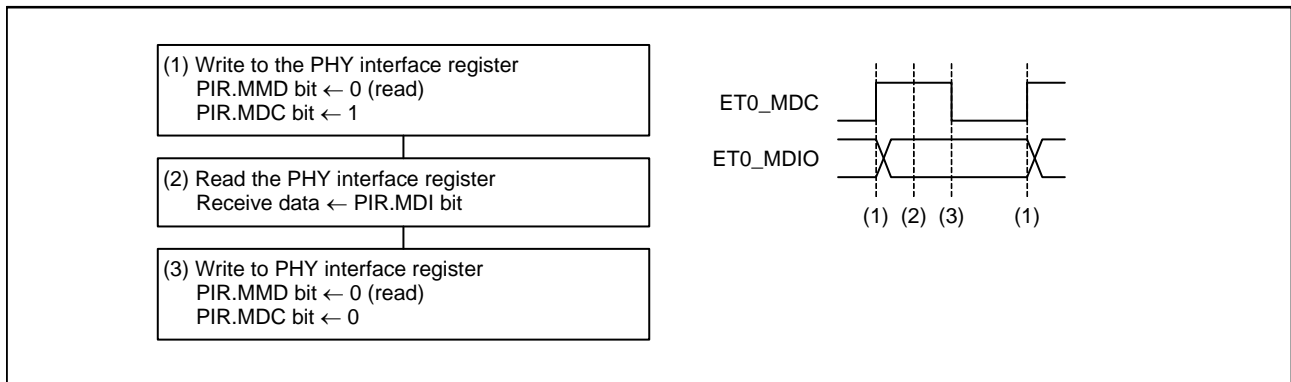 (1) Write to the PHY interface register
PIR.MMD bit ← 0 (read)
PIR.MDC bit ← 1
(2) Read the PHY interface register
Receive data ← PIR.MDI bit
(3) Write to PHY interface register
PIR.MMD bit ← 0 (read)
PIR.MDC bit ← 0
ET0_MDC
ET0_MDIO
(1) (2) (3) (1)